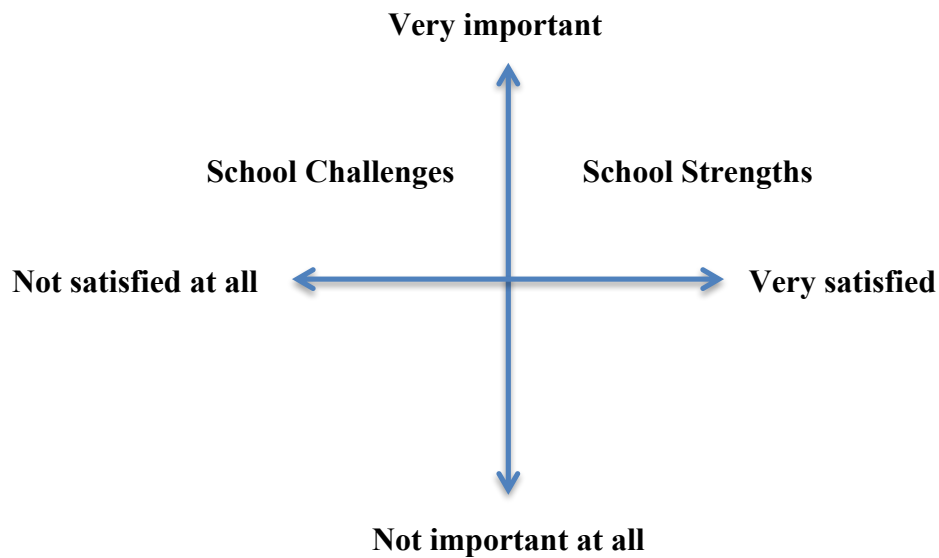 Very important
School Challenges
School Strengths
Not satisfied at all
Very satisfied
Not important at all